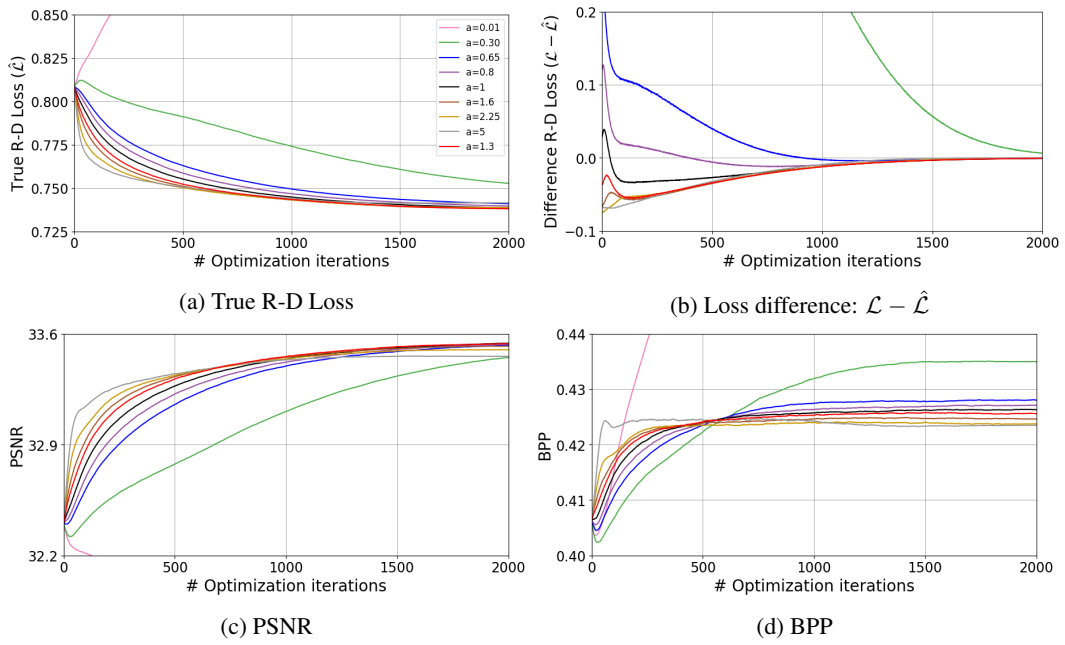 0.850
0.825
0.800
0.775
0.750
0.725
True R-D Loss (ℒ̂)
a=0.01
a=0.30
a=0.65
a=0.8
a=1
a=1.6
a=2.25
a=5
a=1.3
0 500 1000 1500 2000
# Optimization iterations
(a) True R-D Loss
0.2
0.1
0.0
−0.1
Difference R-D Loss (ℒ − ℒ̂)
0 500 1000 1500 2000
# Optimization iterations
(b) Loss difference: ℒ − ℒ̂
33.6
32.9
32.2
PSNR
0 500 1000 1500 2000
# Optimization iterations
(c) PSNR
0.44
0.43
0.42
0.41
0.40
BPP
0 500 1000 1500 2000
# Optimization iterations
(d) BPP